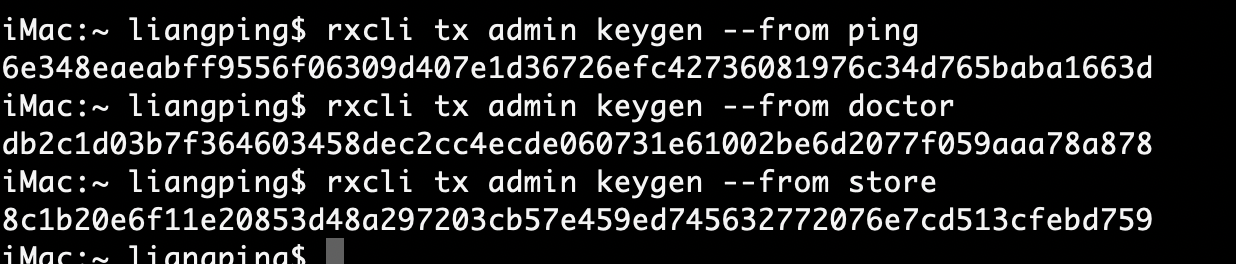 iMac:~ liangping$ rxcli tx admin keygen --from ping
6e348eaeabff9556f06309d407e1d36726efc42736081976c34d765baba1663d
iMac:~ liangping$ rxcli tx admin keygen --from doctor
db2c1d03b7f364603458dec2cc4ecde060731e61002be6d2077f059aaa78a878
iMac:~ liangping$ rxcli tx admin keygen --from store
8c1b20e6f11e20853d48a297203cb57e459ed745632772076e7cd513cfebd759
iMac:~ liangping$